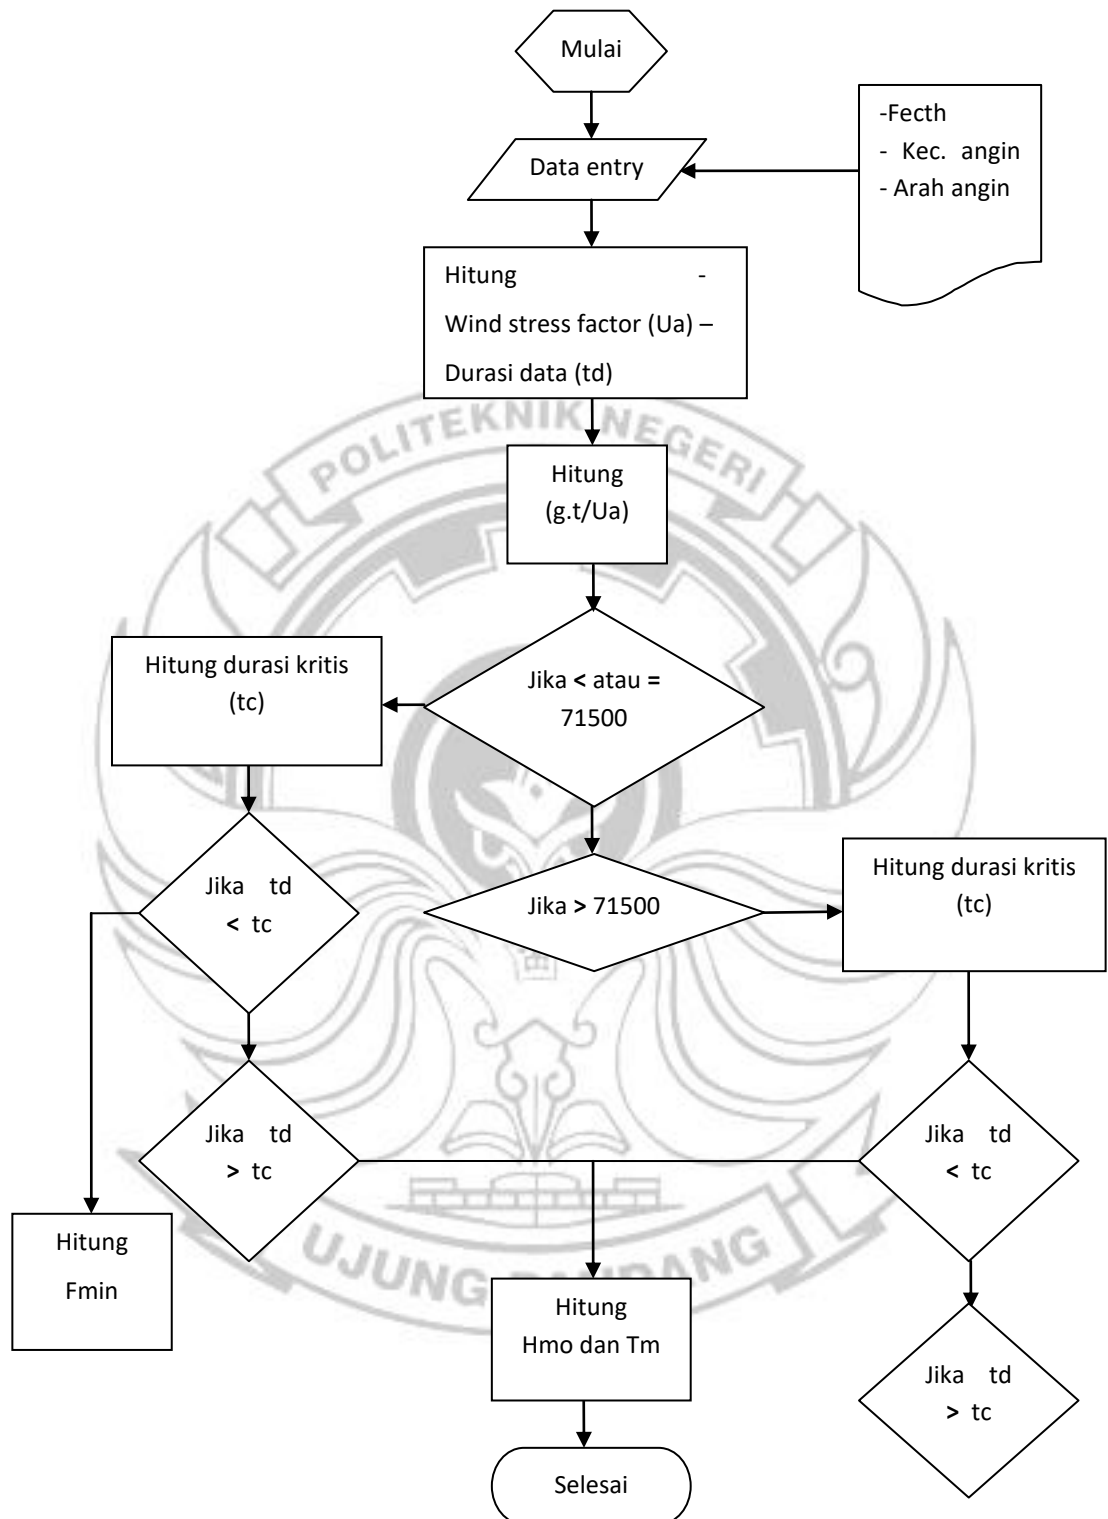 Mulai
-Fecth
- Kec. angin
- Arah angin
Data entry
Hitung -
Wind stress factor (Ua) –
Durasi data (td)
POLITEKNIK NEGERI
Hitung
(g.t/Ua)
Hitung durasi kritis
(tc)
Jika < atau =
71500
Jika td
< tc
Jika > 71500
Hitung durasi kritis
(tc)
Jika td
> tc
Jika td
< tc
Hitung
Fmin
UJUNG
Hitung
Hmo dan Tm
Jika td
> tc
Selesai